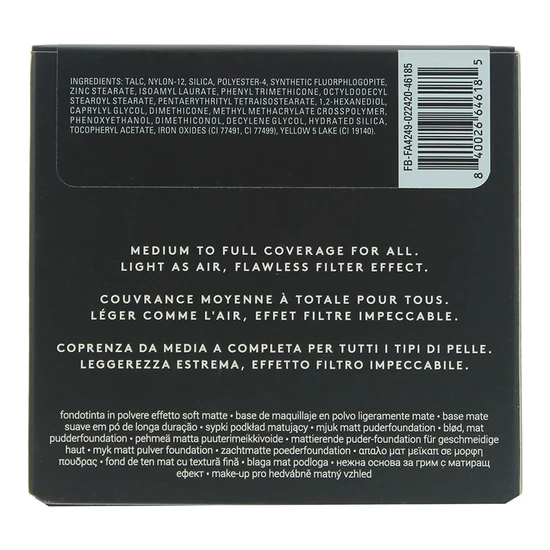 INGREDIENTS: TALC, NYLON-12, SILICA, POLYESTER-4, SYNTHETIC FLUORPHLOGOPITE,
ZINC STEARATE, ISOAMYL LAURATE, PHENYL TRIMETHICONE, OCTYLDODECYL
STEAROYL STEARATE, PENTAERYTHRITYL TETRAISOSTEARATE, 1,2-HEXANEDIOL,
CAPRYLYL GLYCOL, DIMETHICONE, METHYL METHACRYLATE CROSSPOLYMER,
PHENOXYETHANOL, DIMETHICONOL, DECYLENE GLYCOL, HYDRATED SILICA,
TOCOPHERYL ACETATE, IRON OXIDES (CI 77491, CI 77499), YELLOW 5 LAKE (CI 19140).
FB-FA4249-022420-46185
8 40026 64618 5
MEDIUM TO FULL COVERAGE FOR ALL.
LIGHT AS AIR, FLAWLESS FILTER EFFECT.
COUVRANCE MOYENNE À TOTALE POUR TOUS.
LÉGER COMME L'AIR, EFFET FILTRE IMPECCABLE.
COPRENZA DA MEDIA A COMPLETA PER TUTTI I TIPI DI PELLE.
LEGGEREZZA ESTREMA, EFFETTO FILTRO IMPECCABILE.
fondotinta in polvere effetto soft matte • base de maquillaje en polvo ligeramente mate • base mate
suave em pó de longa duração • sypki podkład matujący • mjuk matt puderfoundation • blød, mat
pudderfoundation • pehmeä matta puuterimeikkivoide • mattierende puder-foundation für geschmeidige
haut • myk matt pulver foundation • zachtmatte poederfoundation • απαλο ματ μεϊκαπ σε μορφη
πουδρας • fond de ten mat cu textură fină • blaga mat podloga • нежна основа за грим с матиращ
ефект • make-up pro hedvábně matný vzhled